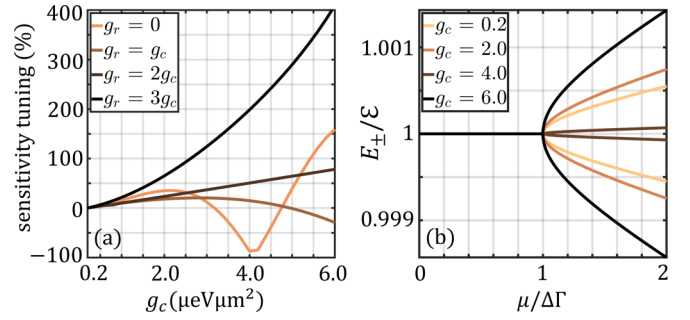 400
300
200
100
0
−100
sensitivity tuning (%)
g_r = 0
g_r = g_c
g_r = 2g_c
g_r = 3g_c
(a)
0.2 2.0 4.0 6.0
g_c(μeVμm²)
1.001
1
0.999
E_±/ℰ
g_c = 0.2
g_c = 2.0
g_c = 4.0
g_c = 6.0
(b)
0 1 2
μ/ΔΓ